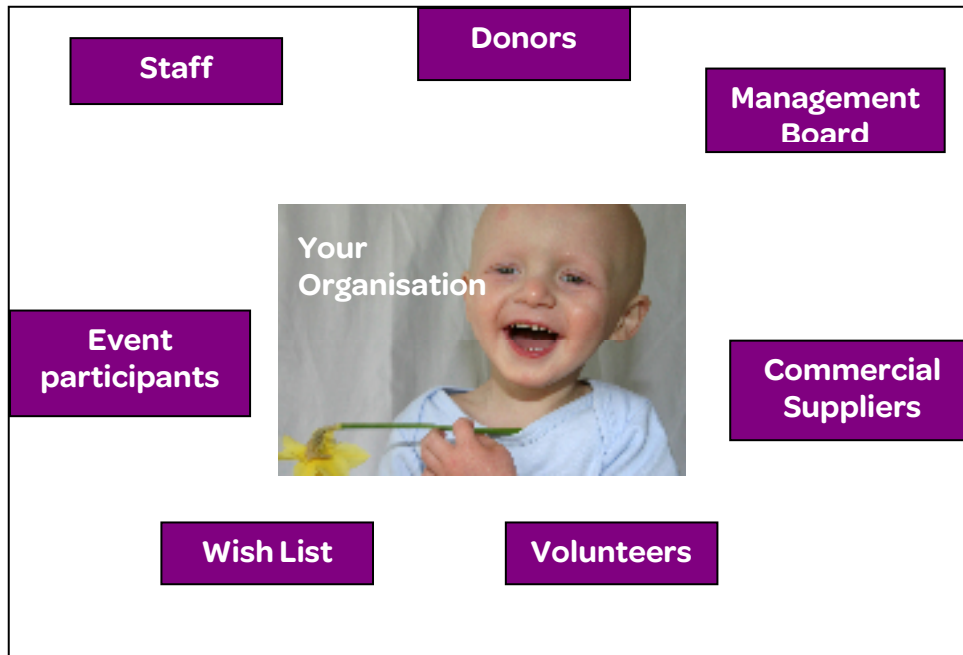 Donors
Staff
Management
Board
Your
Organisation
Event
participants
Commercial
Suppliers
Wish List
Volunteers